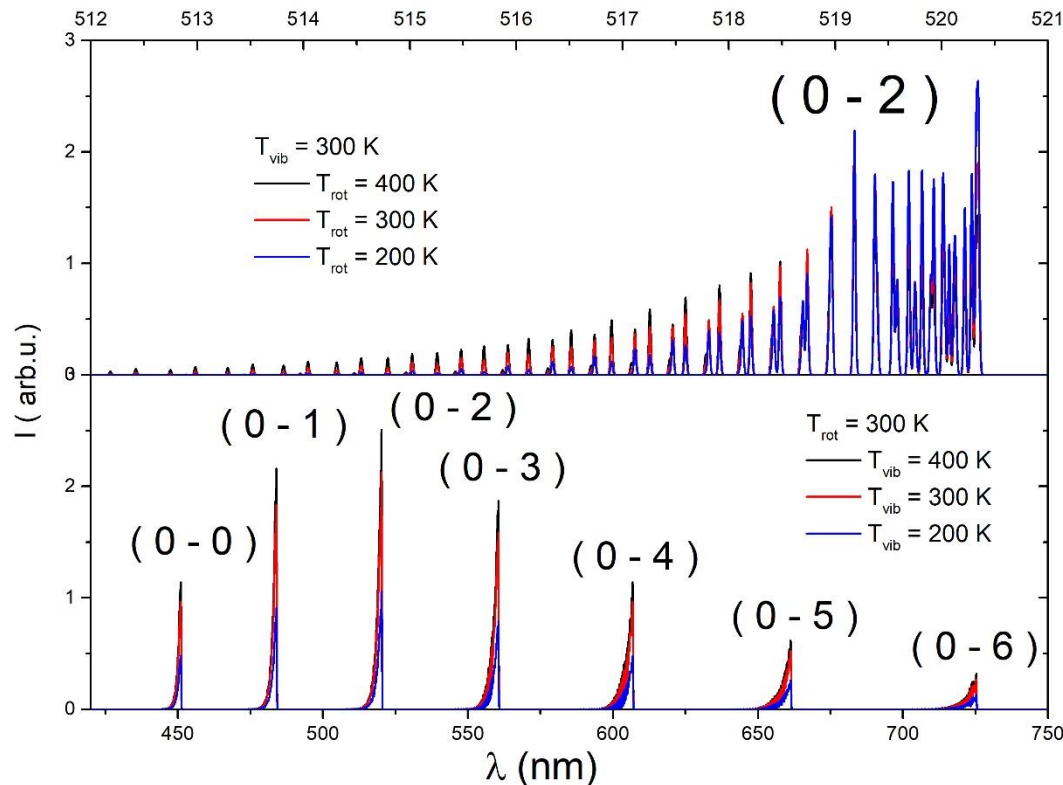 512 513 514 515 516 517 518 519 520 521
3
( 0 - 2 )
T_vib = 300 K
T_rot = 400 K
T_rot = 300 K
T_rot = 200 K
2
1
I ( arb.u. )
( 0 - 0 )
( 0 - 1 )
( 0 - 2 )
( 0 - 3 )
( 0 - 4 )
( 0 - 5 )
( 0 - 6 )
T_rot = 300 K
T_vib = 400 K
T_vib = 300 K
T_vib = 200 K
2
1
0
450 500 550 600 650 700 750
λ (nm)